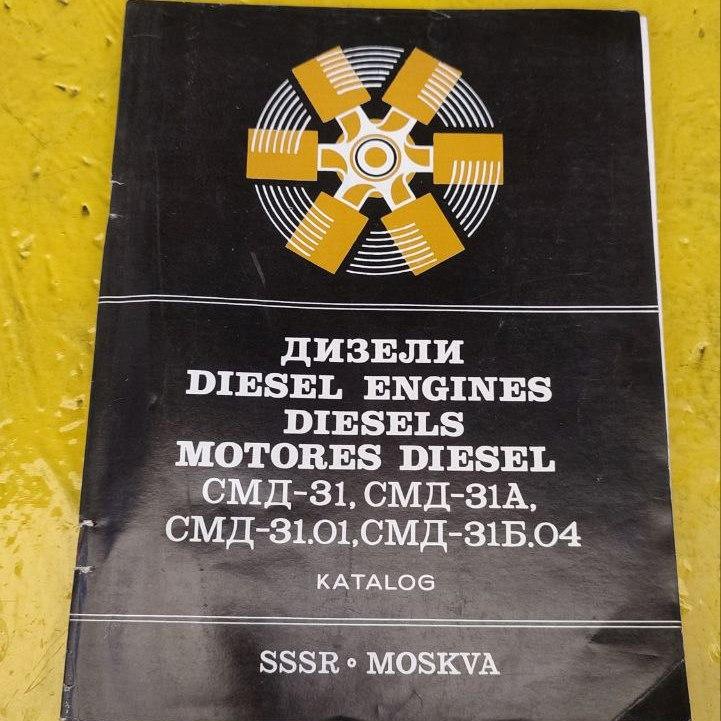 ДИЗЕЛИ
DIESEL ENGINES
DIESELS
MOTORES DIESEL
СМД-31, СМД-31А,
СМД-31.01,СМД-31Б.04
KATALOG
SSSR • MOSKVA